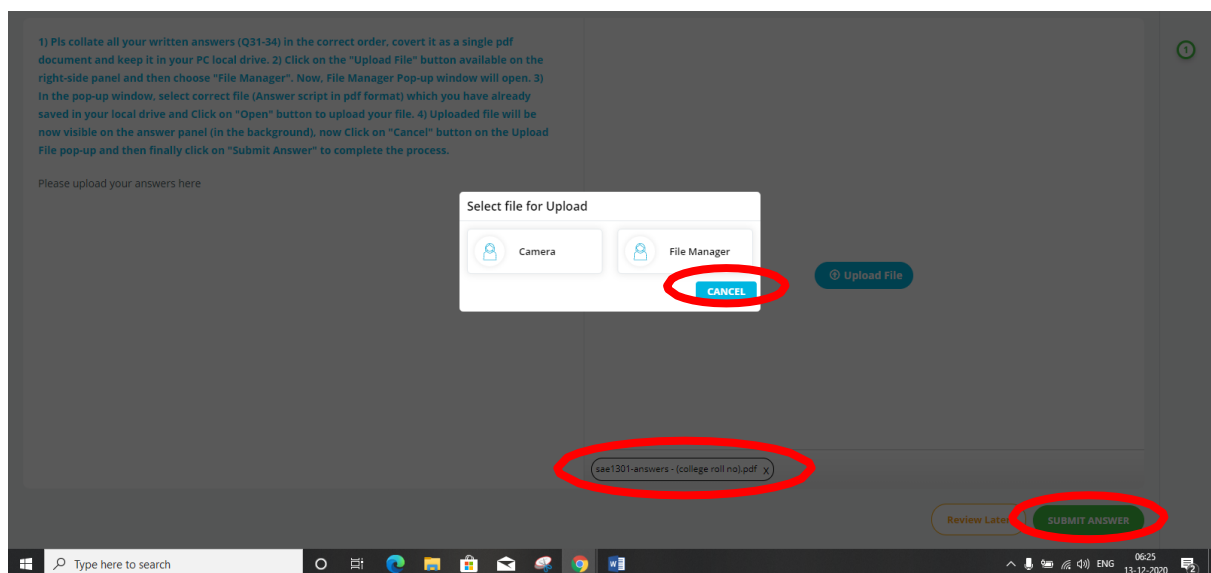 1) Pls collate all your written answers (Q31-34) in the correct order, covert it as a single pdf
document and keep it in your PC local drive. 2) Click on the "Upload File" button available on the
right-side panel and then choose "File Manager". Now, File Manager Pop-up window will open. 3)
In the pop-up window, select correct file (Answer script in pdf format) which you have already
saved in your local drive and Click on "Open" button to upload your file. 4) Uploaded file will be
now visible on the answer panel (in the background), now Click on "Cancel" button on the Upload
File pop-up and then finally click on "Submit Answer" to complete the process.
Please upload your answers here
1
Select file for Upload
Camera
File Manager
CANCEL
Upload File
sae1301-answers - (college roll no).pdf x
Review Later
SUBMIT ANSWER
Type here to search
W
ENG
06:25
13-12-2020
2